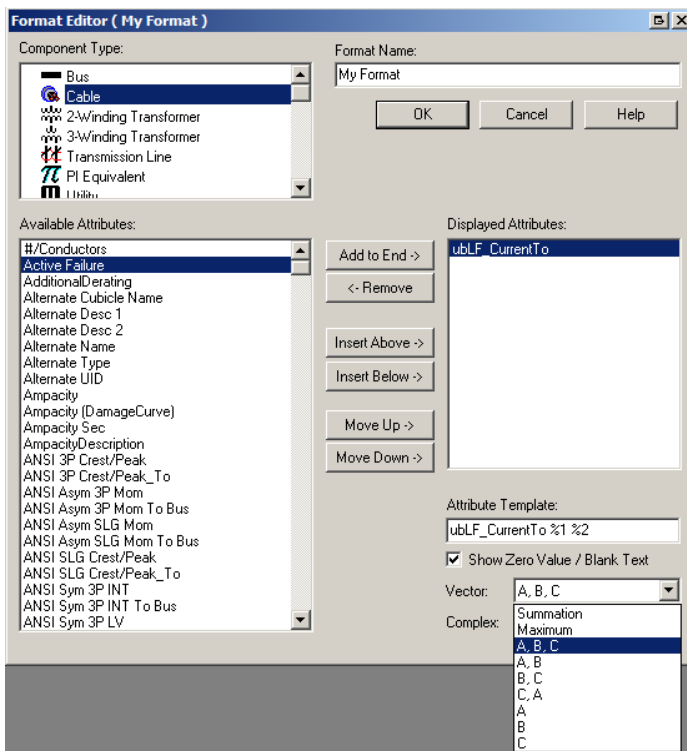 Format Editor ( My Format )
Component Type:
Bus
Cable
2-Winding Transformer
3-Winding Transformer
Transmission Line
PI Equivalent
Utility
Format Name:
My Format
OK
Cancel
Help
Available Attributes:
#/Conductors
Active Failure
AdditionalDerating
Alternate Cubicle Name
Alternate Desc 1
Alternate Desc 2
Alternate Name
Alternate Type
Alternate UID
Ampacity
Ampacity (DamageCurve)
Ampacity Sec
AmpacityDescription
ANSI 3P Crest/Peak
ANSI 3P Crest/Peak_To
ANSI Asym 3P Mom
ANSI Asym 3P Mom To Bus
ANSI Asym SLG Mom
ANSI Asym SLG Mom To Bus
ANSI SLG Crest/Peak
ANSI SLG Crest/Peak_To
ANSI Sym 3P INT
ANSI Sym 3P INT To Bus
ANSI Sym 3P LV
Add to End ->
<- Remove
Insert Above ->
Insert Below ->
Move Up ->
Move Down ->
Displayed Attributes:
ubLF_CurrentTo
Attribute Template:
ubLF_CurrentTo %1 %2
Show Zero Value / Blank Text
Vector:
A, B, C
Complex:
Summation
Maximum
A, B, C
A, B
B, C
C, A
A
B
C